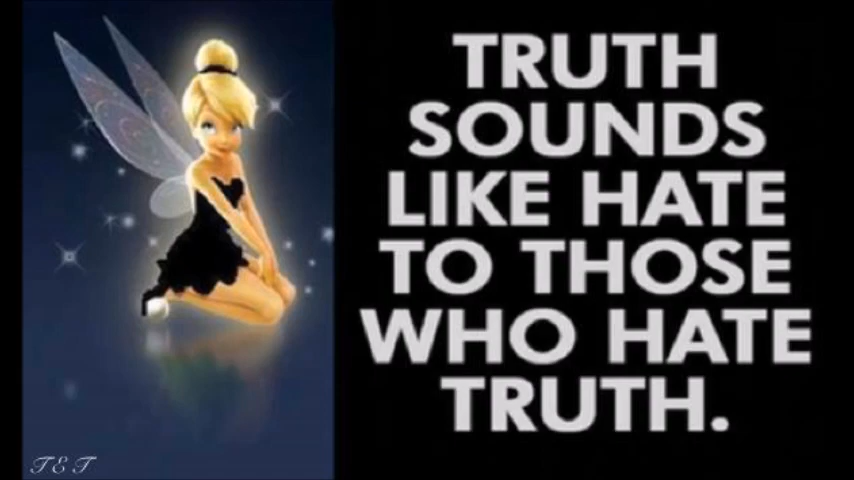 TRUTH
SOUNDS
LIKE HATE
TO THOSE
WHO HATE
TRUTH.
T&T